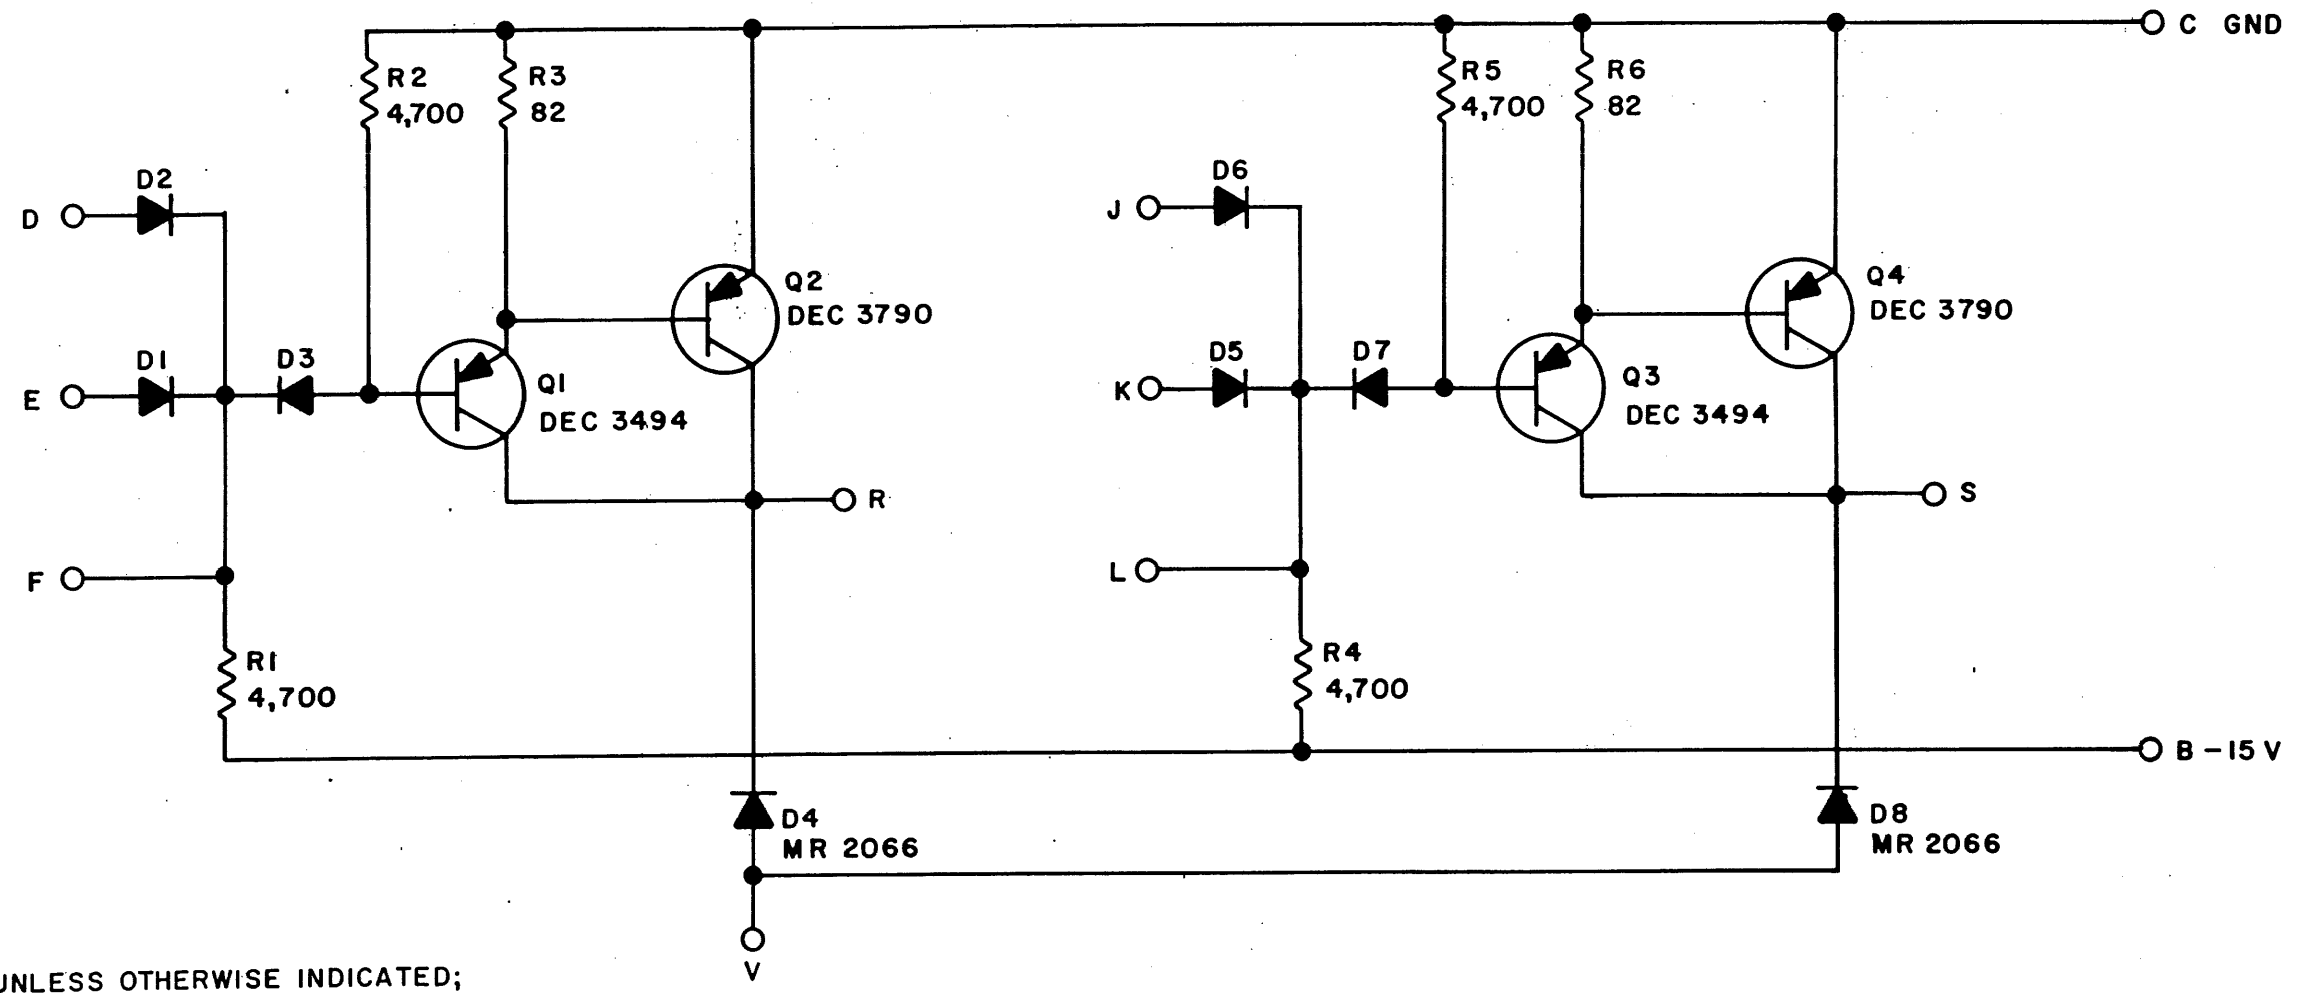 C GND
R2
4,700
R3
82
R5
4,700
R6
82
D2
D
D6
J
Q2
DEC 3790
Q4
DEC 3790
D1
E
D3
Q1
DEC 3494
D5
K
D7
Q3
DEC 3494
R
S
F
L
R1
4,700
R4
4,700
B -15 V
D4
MR 2066
D8
MR 2066
V
UNLESS OTHERWISE INDICATED;